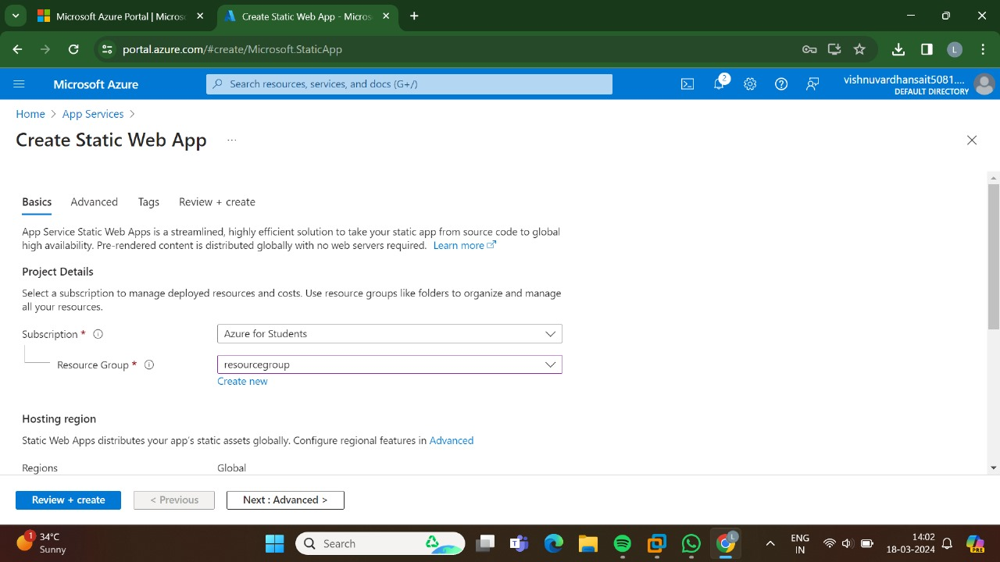 Microsoft Azure Portal | Micros
Create Static Web App - Micros
portal.azure.com/#create/Microsoft.StaticApp
L
Microsoft Azure
Search resources, services, and docs (G+/)
2
vishnuvardhansait5081....
DEFAULT DIRECTORY
Home > App Services >
Create Static Web App ...
Basics Advanced Tags Review + create
App Service Static Web Apps is a streamlined, highly efficient solution to take your static app from source code to global
high availability. Pre-rendered content is distributed globally with no web servers required. Learn more
Project Details
Select a subscription to manage deployed resources and costs. Use resource groups like folders to organize and manage
all your resources.
Subscription * Azure for Students
Resource Group * resourcegroup
Create new
Hosting region
Static Web Apps distributes your app's static assets globally. Configure regional features in Advanced
Regions Global
Review + create < Previous Next : Advanced >
1 34°C
Sunny
Search
L
ENG
IN
14:02
18-03-2024
PRE